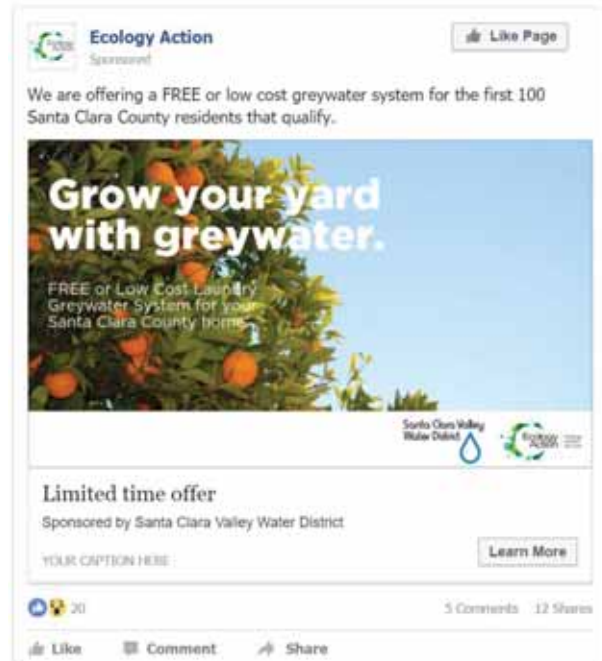 Ecology Action
Like Page
Sponsored
We are offering a FREE or low cost greywater system for the first 100
Santa Clara County residents that qualify.
Grow your yard
with greywater.
FREE or Low Cost Laundry
Greywater System for your
Santa Clara County home.
Santa Clara Valley
Water District
Ecology
Action
Limited time offer
Sponsored by Santa Clara Valley Water District
YOUR CAPTION HERE
Learn More
20
5 Comments 12 Shares
Like Comment Share